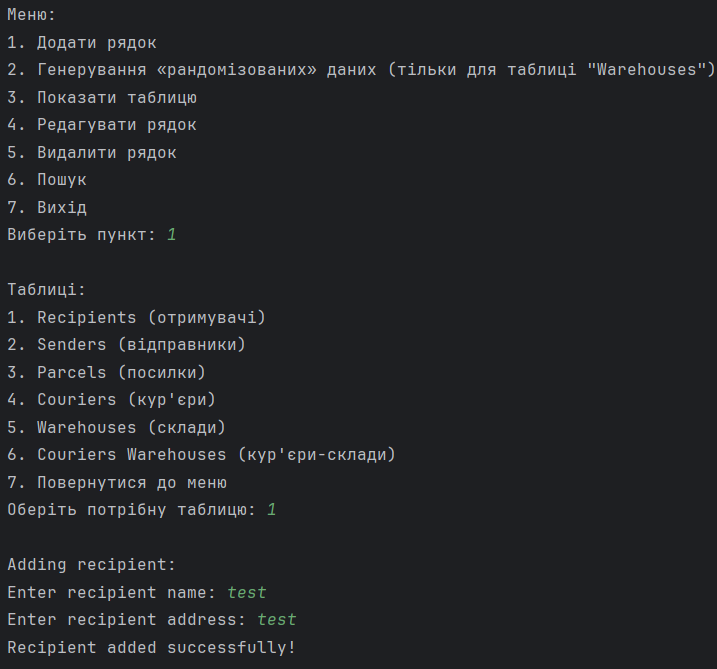 Меню:
1. Додати рядок
2. Генерування «рандомізованих» даних (тільки для таблиці "Warehouses")
3. Показати таблицю
4. Редагувати рядок
5. Видалити рядок
6. Пошук
7. Вихід
Виберіть пункт: 1
Таблиці:
1. Recipients (отримувачі)
2. Senders (відправники)
3. Parcels (посилки)
4. Couriers (кур'єри)
5. Warehouses (склади)
6. Couriers Warehouses (кур'єри-склади)
7. Повернутися до меню
Оберіть потрібну таблицю: 1
Adding recipient:
Enter recipient name: test
Enter recipient address: test
Recipient added successfully!